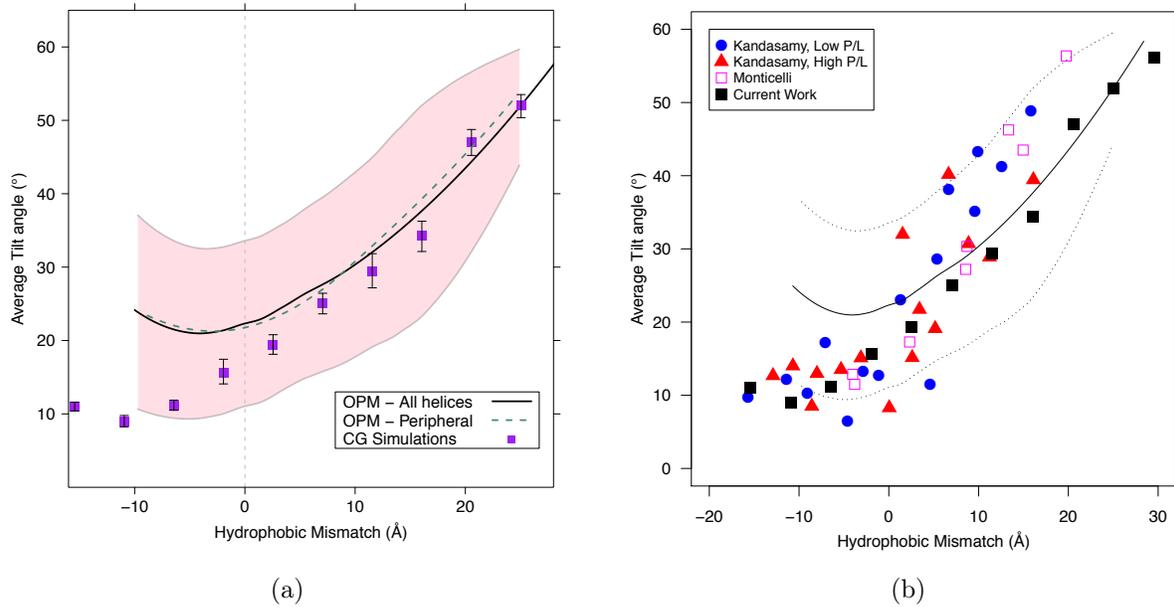 60
50
40
30
20
10
−10
0
10
20
Average Tilt angle (°)
Hydrophobic Mismatch (Å)
OPM − All helices
OPM − Peripheral
CG Simulations
(a)
60
50
40
30
20
10
0
−20
−10
0
10
20
30
Average Tilt angle (°)
Hydrophobic Mismatch (Å)
Kandasamy, Low P/L
Kandasamy, High P/L
Monticelli
Current Work
(b)